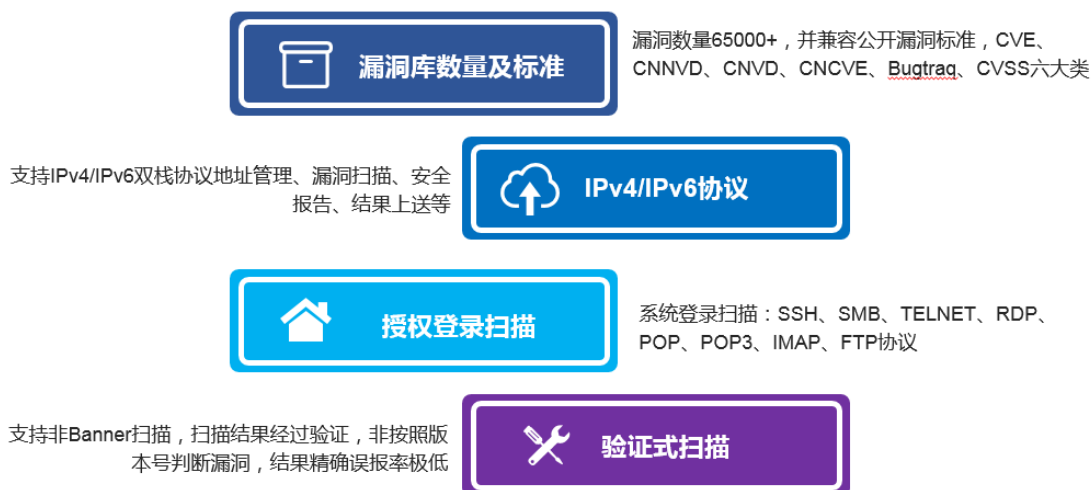 漏洞库数量及标准
漏洞数量65000+，并兼容公开漏洞标准，CVE、
CNNVD、CNVD、CNCVE、Bugtraq、CVSS六大类
支持IPv4/IPv6双栈协议地址管理、漏洞扫描、安全
报告、结果上送等
IPv4/IPv6协议
授权登录扫描
系统登录扫描：SSH、SMB、TELNET、RDP、
POP、POP3、IMAP、FTP协议
支持非Banner扫描，扫描结果经过验证，非按照版
本号判断漏洞，结果精确误报率极低
验证式扫描